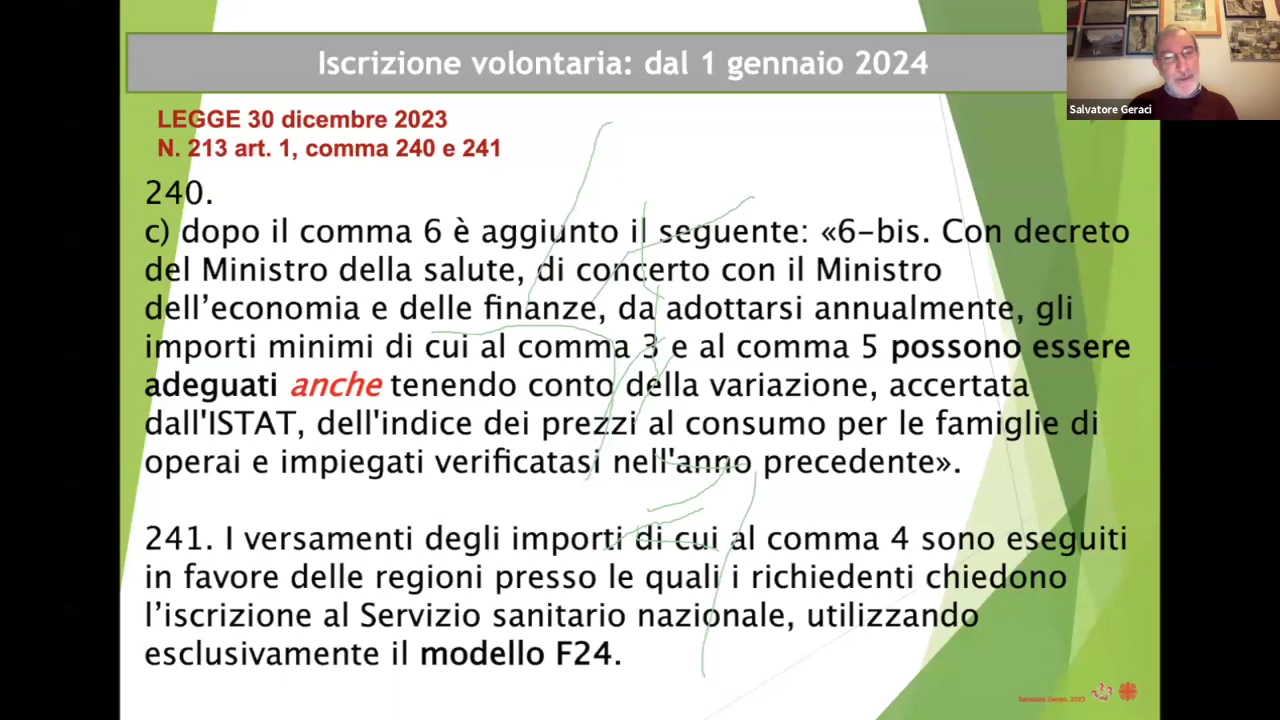 Iscrizione volontaria: dal 1 gennaio 2024
Salvatore Geraci
LEGGE 30 dicembre 2023
N. 213 art. 1, comma 240 e 241
240.
c) dopo il comma 6 è aggiunto il seguente: «6-bis. Con decreto
del Ministro della salute, di concerto con il Ministro
dell’economia e delle finanze, da adottarsi annualmente, gli
importi minimi di cui al comma 3 e al comma 5 possono essere
adeguati anche tenendo conto della variazione, accertata
dall'ISTAT, dell'indice dei prezzi al consumo per le famiglie di
operai e impiegati verificatasi nell'anno precedente».
241. I versamenti degli importi di cui al comma 4 sono eseguiti
in favore delle regioni presso le quali i richiedenti chiedono
l’iscrizione al Servizio sanitario nazionale, utilizzando
esclusivamente il modello F24.
Salvatore Geraci, 2023